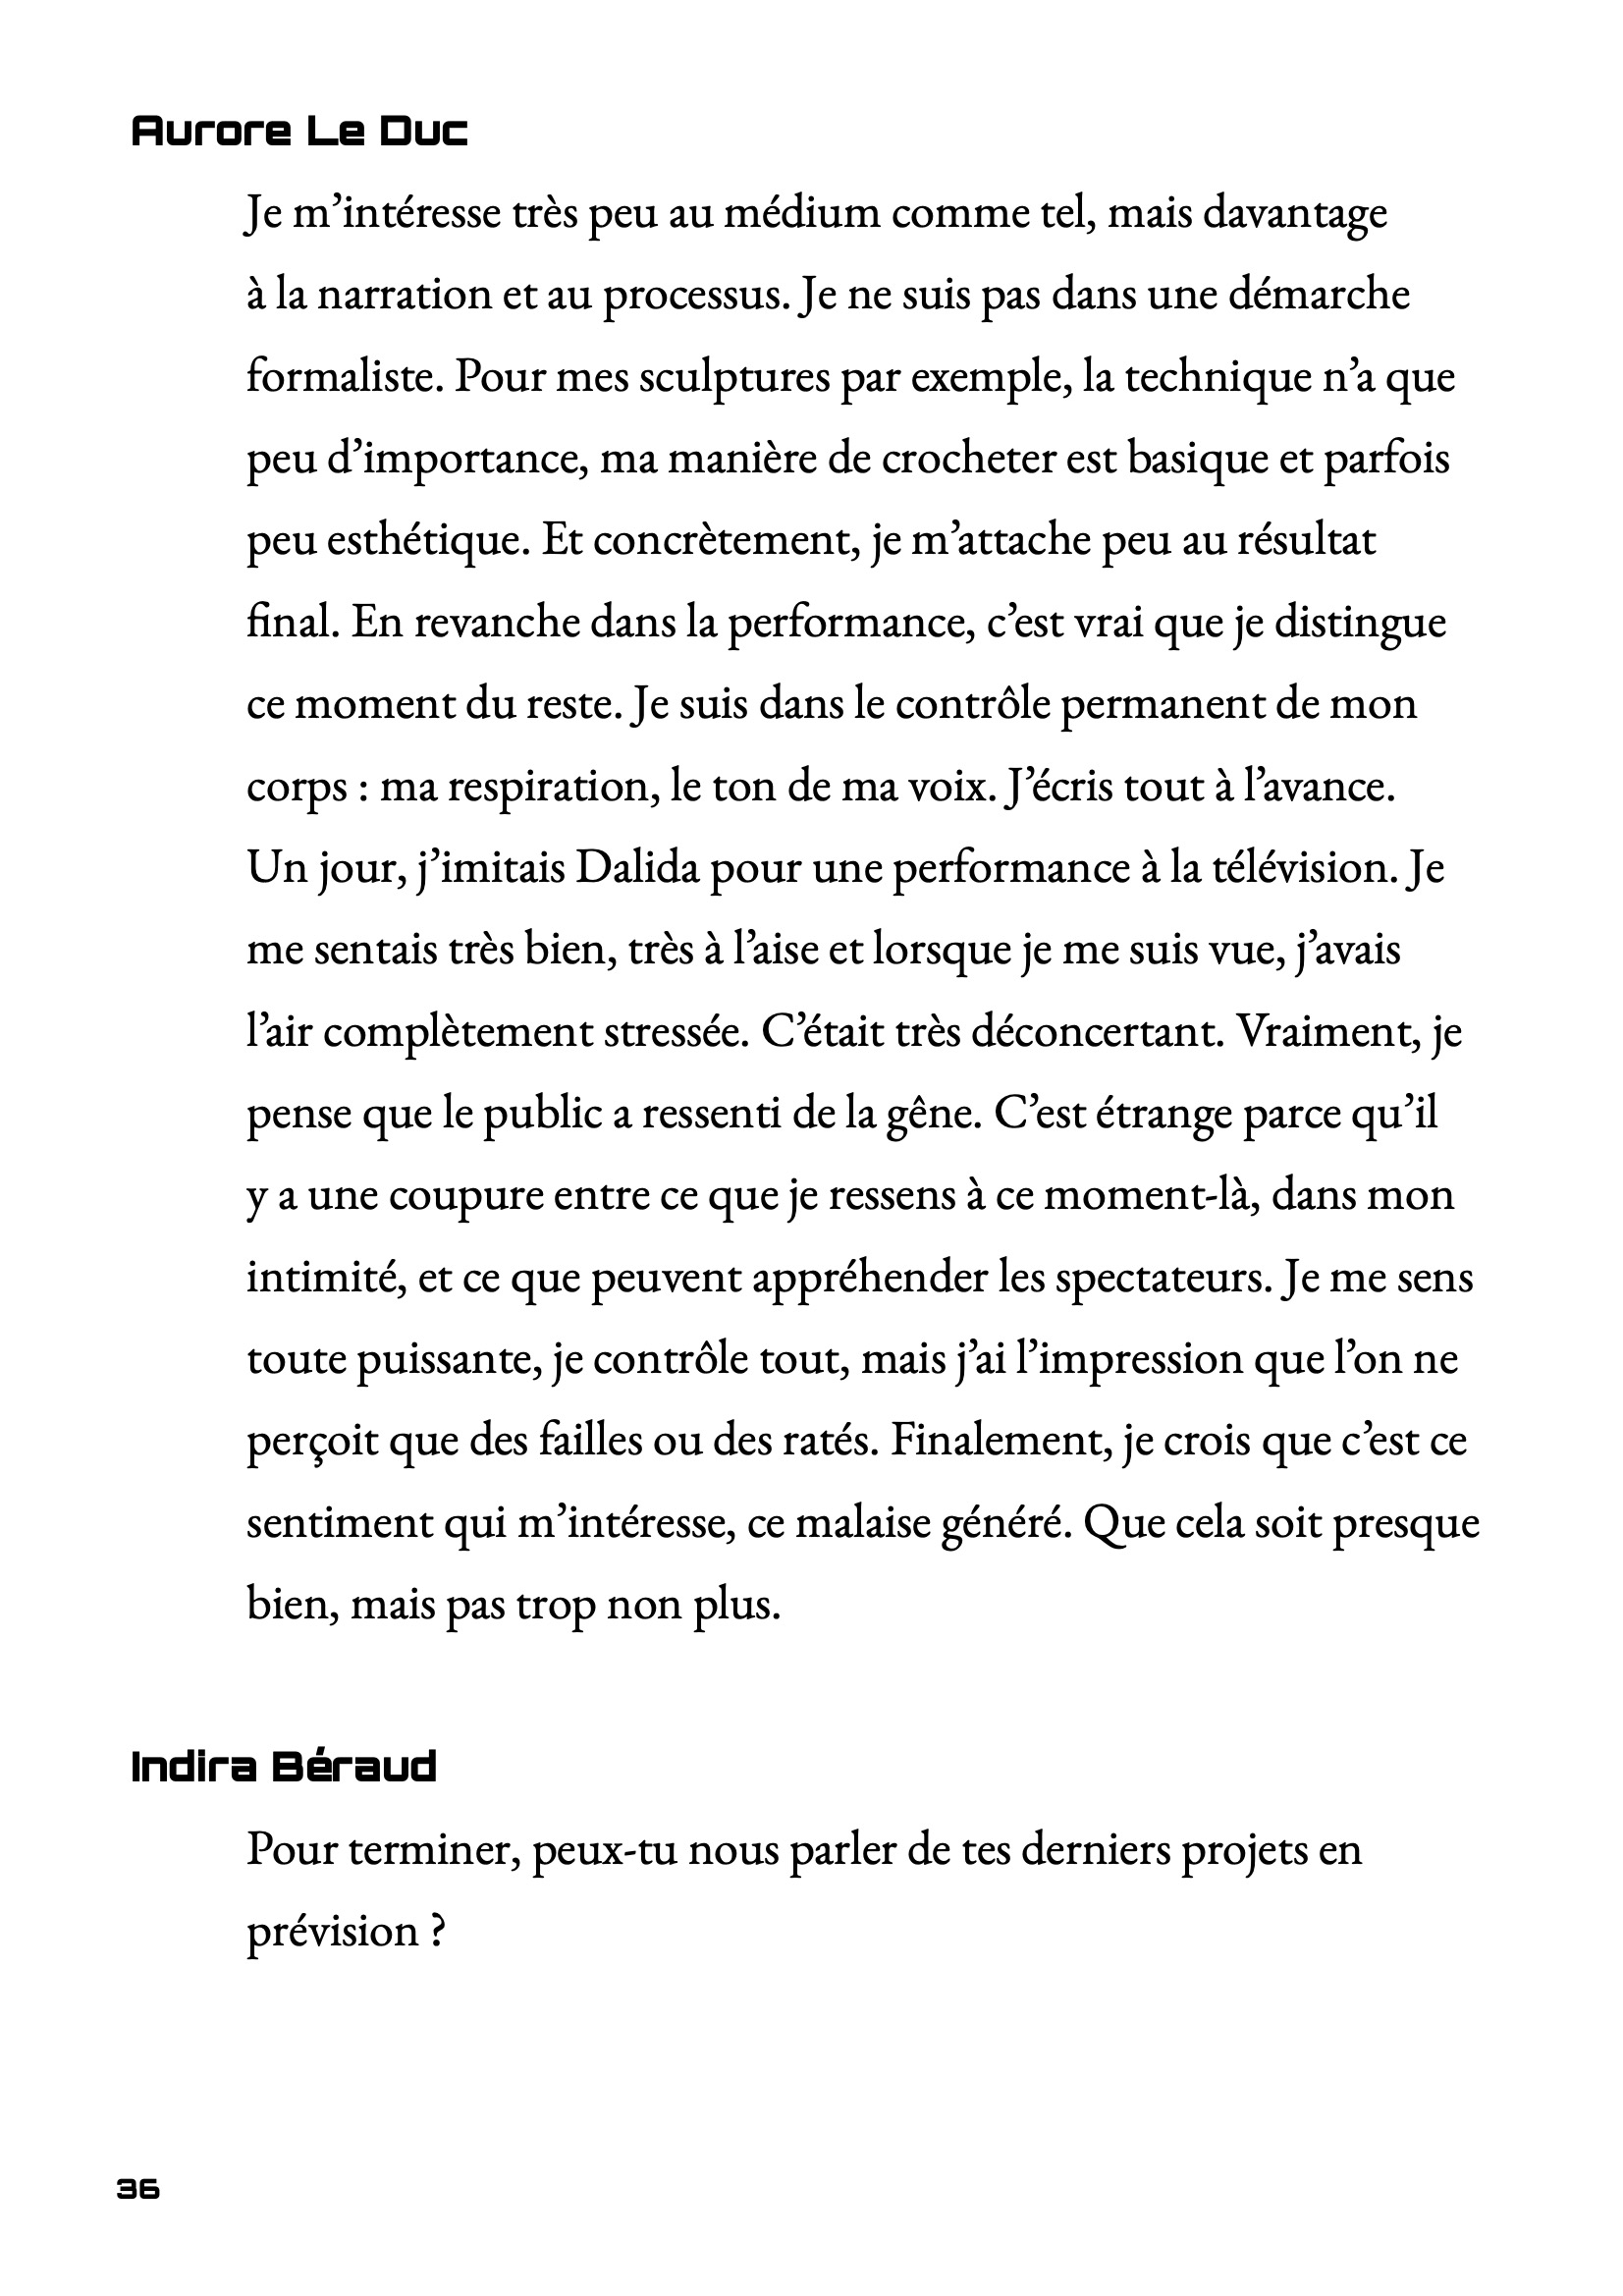 Aurore Le Duc
Je m’intéresse très peu au médium comme tel, mais davantage
à la narration et au processus. Je ne suis pas dans une démarche
formaliste. Pour mes sculptures par exemple, la technique n’a que
peu d’importance, ma manière de crocheter est basique et parfois
peu esthétique. Et concrètement, je m’attache peu au résultat
final. En revanche dans la performance, c’est vrai que je distingue
ce moment du reste. Je suis dans le contrôle permanent de mon
corps : ma respiration, le ton de ma voix. J’écris tout à l’avance.
Un jour, j’imitais Dalida pour une performance à la télévision. Je
me sentais très bien, très à l’aise et lorsque je me suis vue, j’avais
l’air complètement stressée. C’était très déconcertant. Vraiment, je
pense que le public a ressenti de la gêne. C’est étrange parce qu’il
y a une coupure entre ce que je ressens à ce moment-là, dans mon
intimité, et ce que peuvent appréhender les spectateurs. Je me sens
toute puissante, je contrôle tout, mais j’ai l’impression que l’on ne
perçoit que des failles ou des ratés. Finalement, je crois que c’est ce
sentiment qui m’intéresse, ce malaise généré. Que cela soit presque
bien, mais pas trop non plus.
Indira Béraud
Pour terminer, peux-tu nous parler de tes derniers projets en
prévision ?
36